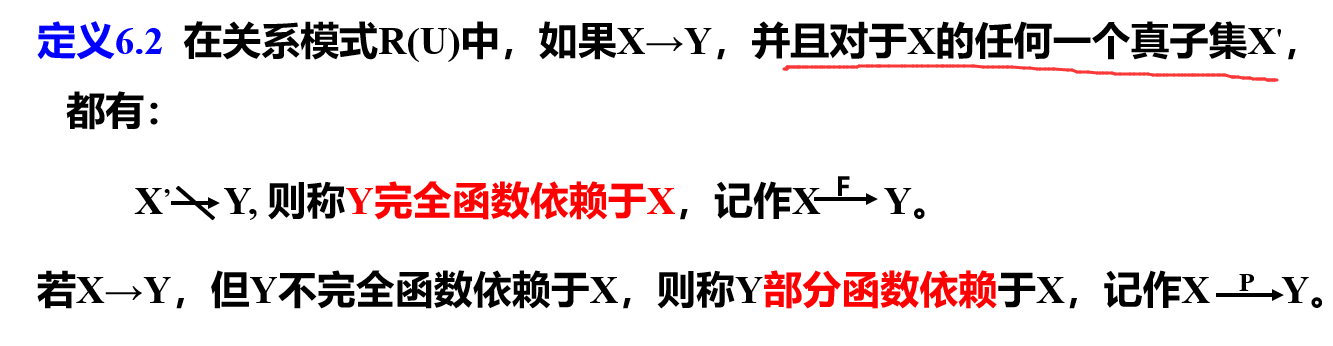 定义6.2 在关系模式R(U)中，如果X→Y，并且对于X的任何一个真子集X'，
都有：
X’↛Y, 则称Y完全函数依赖于X，记作X F→ Y。
若X→Y，但Y不完全函数依赖于X，则称Y部分函数依赖于X，记作X P→Y。